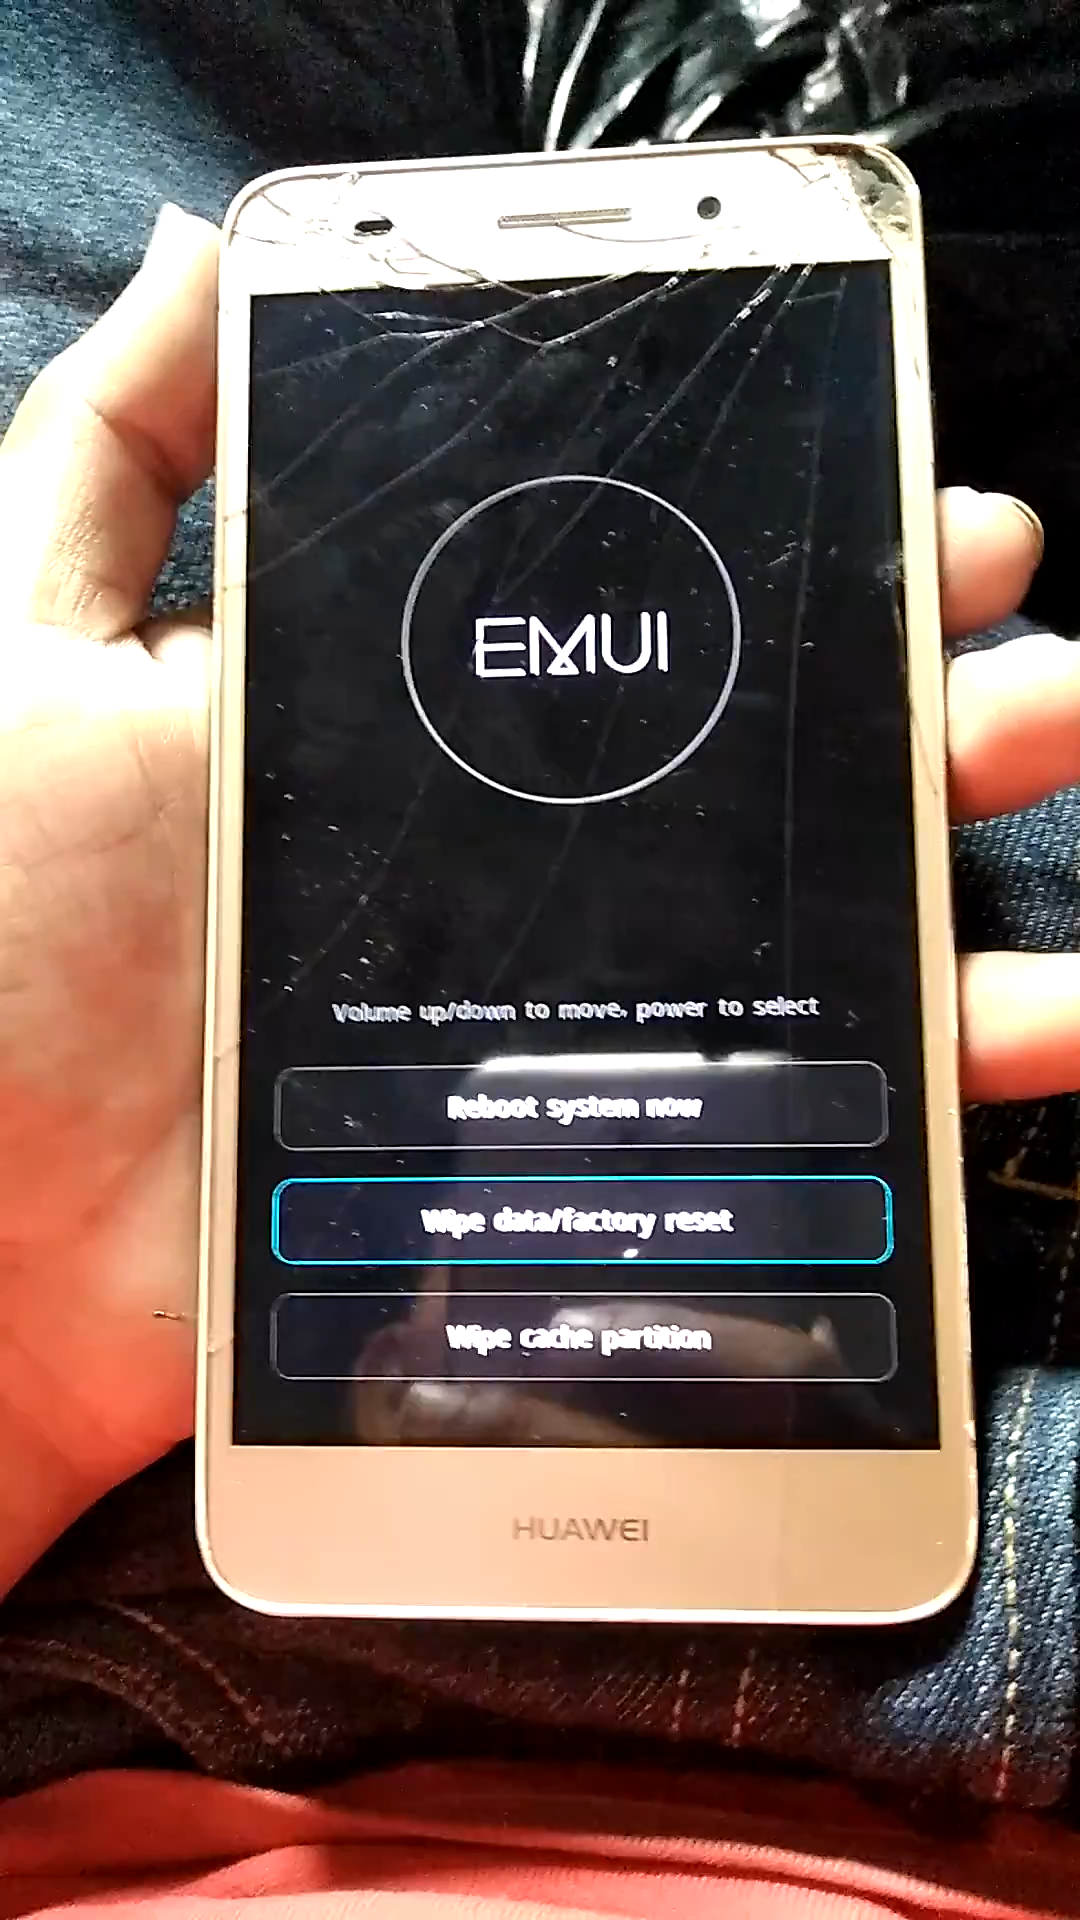 EMUI
Volume up/down to move, power to select
Reboot system now
Wipe data/factory reset
Wipe cache partition
HUAWEI